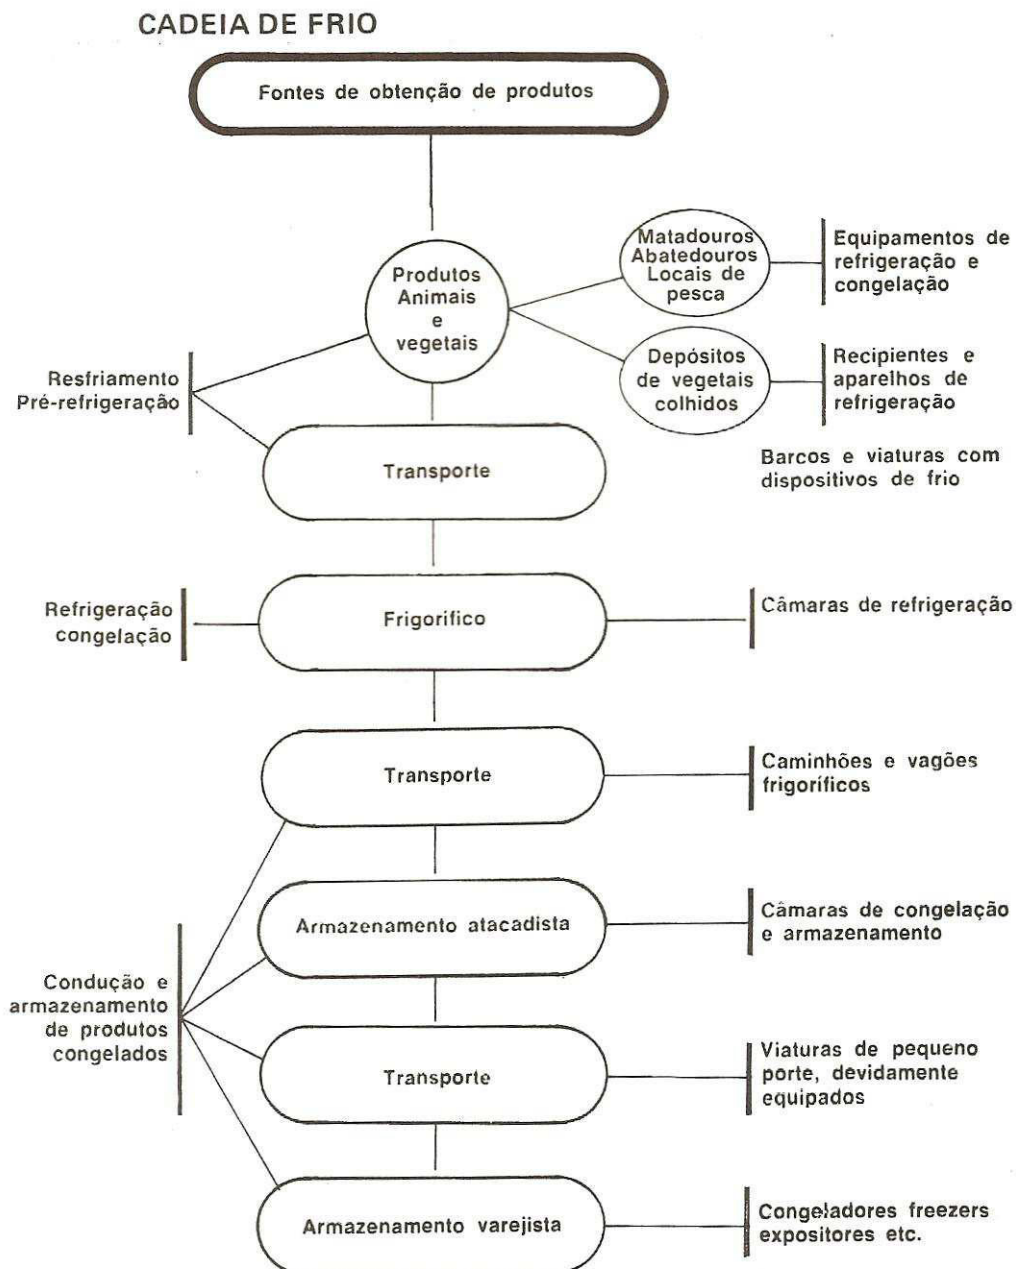 CADEIA DE FRIO
Fontes de obtenção de produtos
Produtos
Animais
e
vegetais
Matadouros
Abatedouros
Locais de
pesca
Equipamentos de
refrigeração e
congelação
Depósitos
de vegetais
colhidos
Recipientes e
aparelhos de
refrigeração
Resfriamento
Pré-refrigeração
Transporte
Barcos e viaturas com
dispositivos de frio
Refrigeração
congelação
Frigorifico
Câmaras de refrigeração
Transporte
Caminhões e vagões
frigoríficos
Armazenamento atacadista
Câmaras de congelação
e armazenamento
Condução e
armazenamento
de produtos
congelados
Transporte
Viaturas de pequeno
porte, devidamente
equipados
Armazenamento varejista
Congeladores freezers
expositores etc.